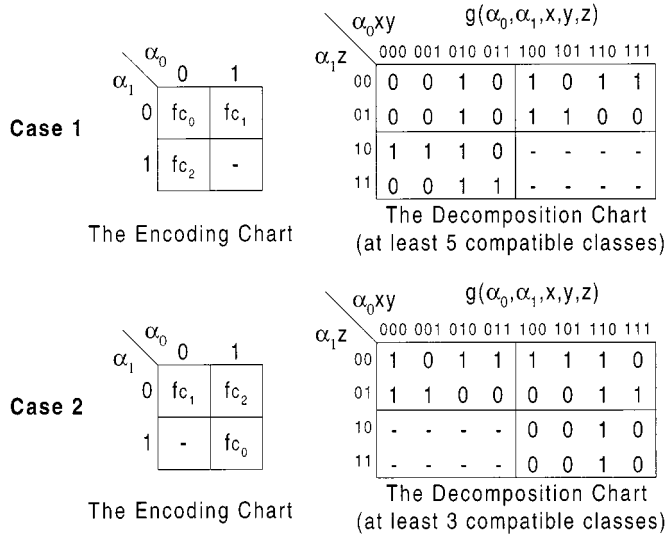 α₀xy g(α₀,α₁,x,y,z)
α₀
0 1
α₁
α₁z 000 001 010 011 100 101 110 111
00 0 0 1 0 1 0 1 1
Case 1
0 fc₀ fc₁
01 0 0 1 0 1 1 0 0
1 fc₂ -
10 1 1 1 0 - - - -
11 0 0 1 1 - - - -
The Encoding Chart
The Decomposition Chart
(at least 5 compatible classes)
α₀xy g(α₀,α₁,x,y,z)
α₀
0 1
α₁
α₁z 000 001 010 011 100 101 110 111
00 1 0 1 1 1 1 1 0
Case 2
0 fc₁ fc₂
01 1 1 0 0 0 0 1 1
1 - fc₀
10 - - - - 0 0 1 0
11 - - - - 0 0 1 0
The Encoding Chart
The Decomposition Chart
(at least 3 compatible classes)